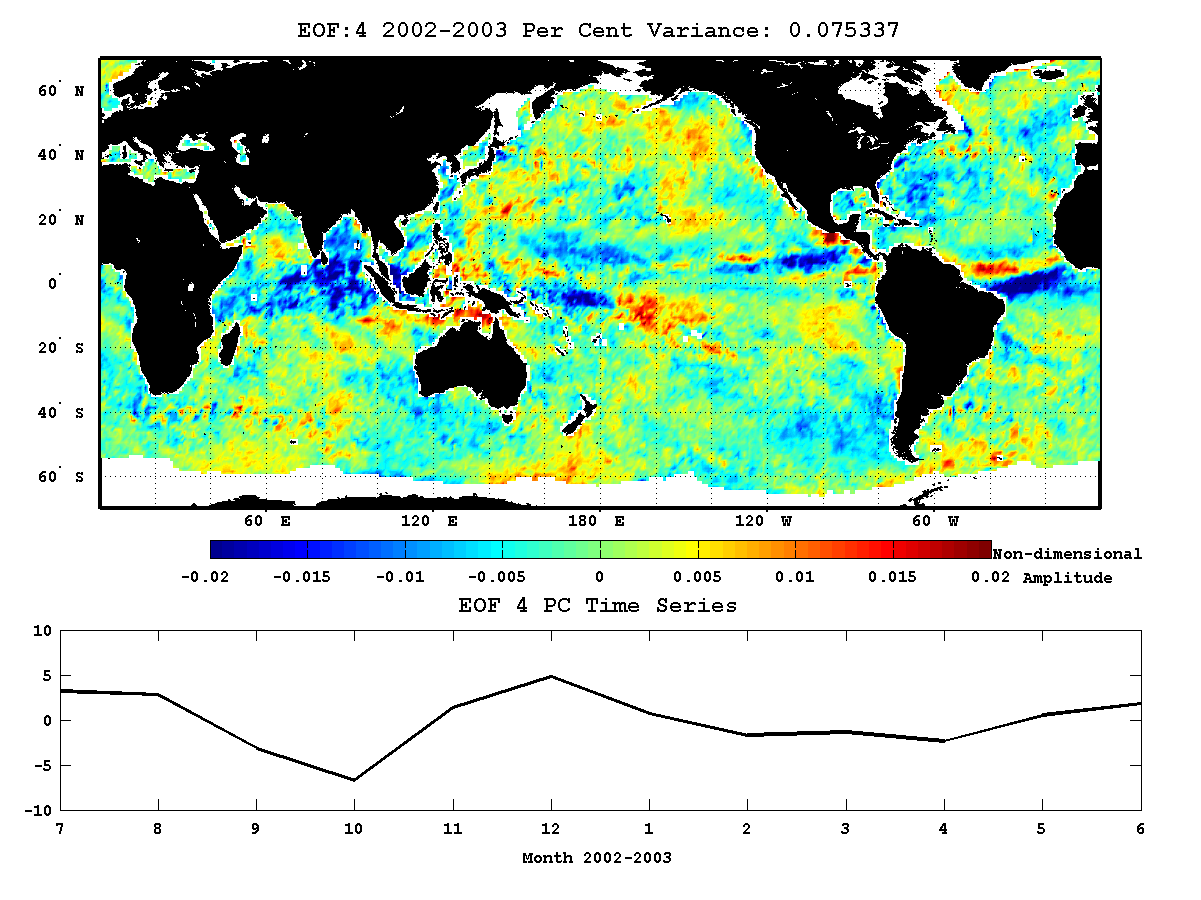 EOF:4 2002-2003 Per Cent Variance: 0.075337
60° N
40° N
20° N
0°
20° S
40° S
60° S
60 E 120 E 180 E 120 W 60 W
Non-dimensional
-0.02 -0.015 -0.01 -0.005 0 0.005 0.01 0.015 0.02 Amplitude
EOF 4 PC Time Series
10
5
0
-5
-10
7 8 9 10 11 12 1 2 3 4 5 6
Month 2002-2003